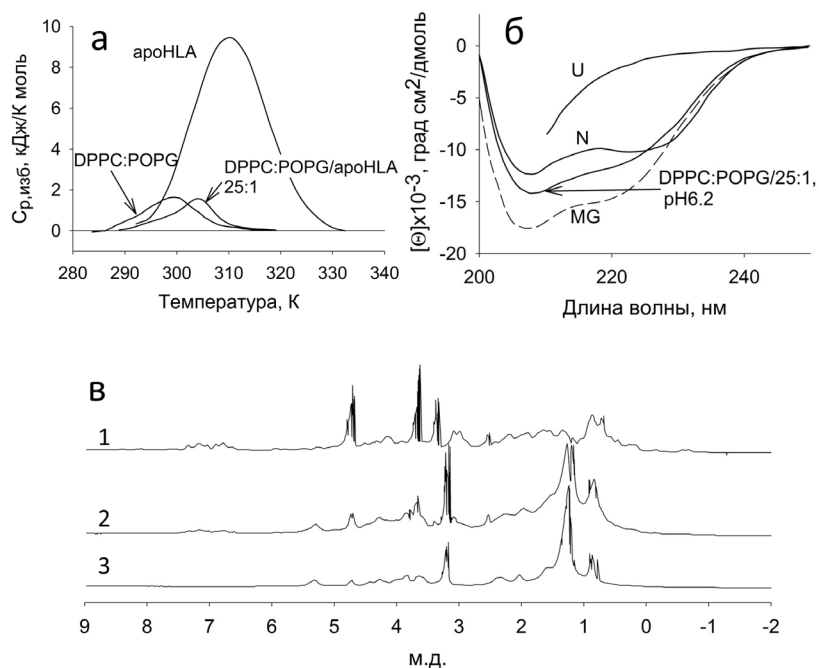 а
10
8
6
4
2
0
Cр,изб, кДж/К моль
apoHLA
DPPC:POPG
DPPC:POPG/apoHLA
25:1
280 290 300 310 320 330 340
Температура, К
б
0
-5
-10
-15
-20
[Θ]x10⁻³, град см²/дмоль
U
N
DPPC:POPG/25:1,
pH6.2
MG
200 220 240
Длина волны, нм
в
1
2
3
9 8 7 6 5 4 3 2 1 0 -1 -2
м.д.